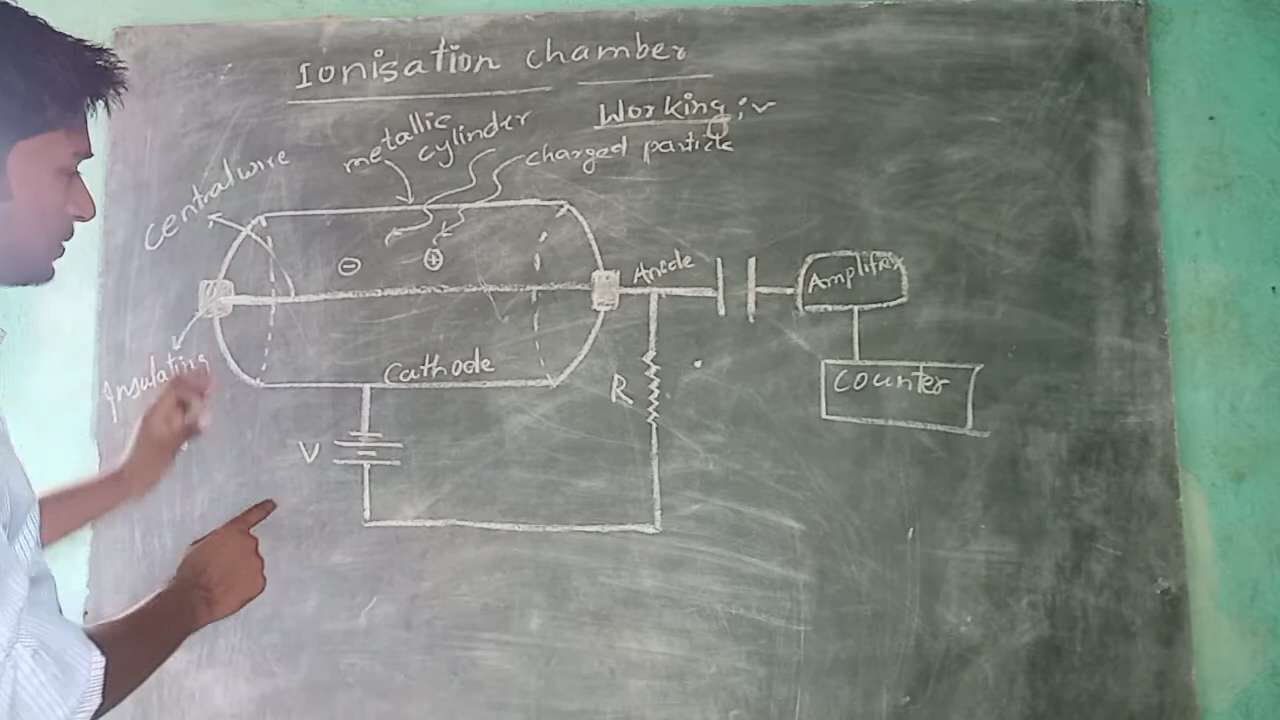 Ionisation chamber
Working :-
metallic
cylinder
charged particle
central wire
Anode
Amplifier
Insulating
Cathode
R
Counter
V